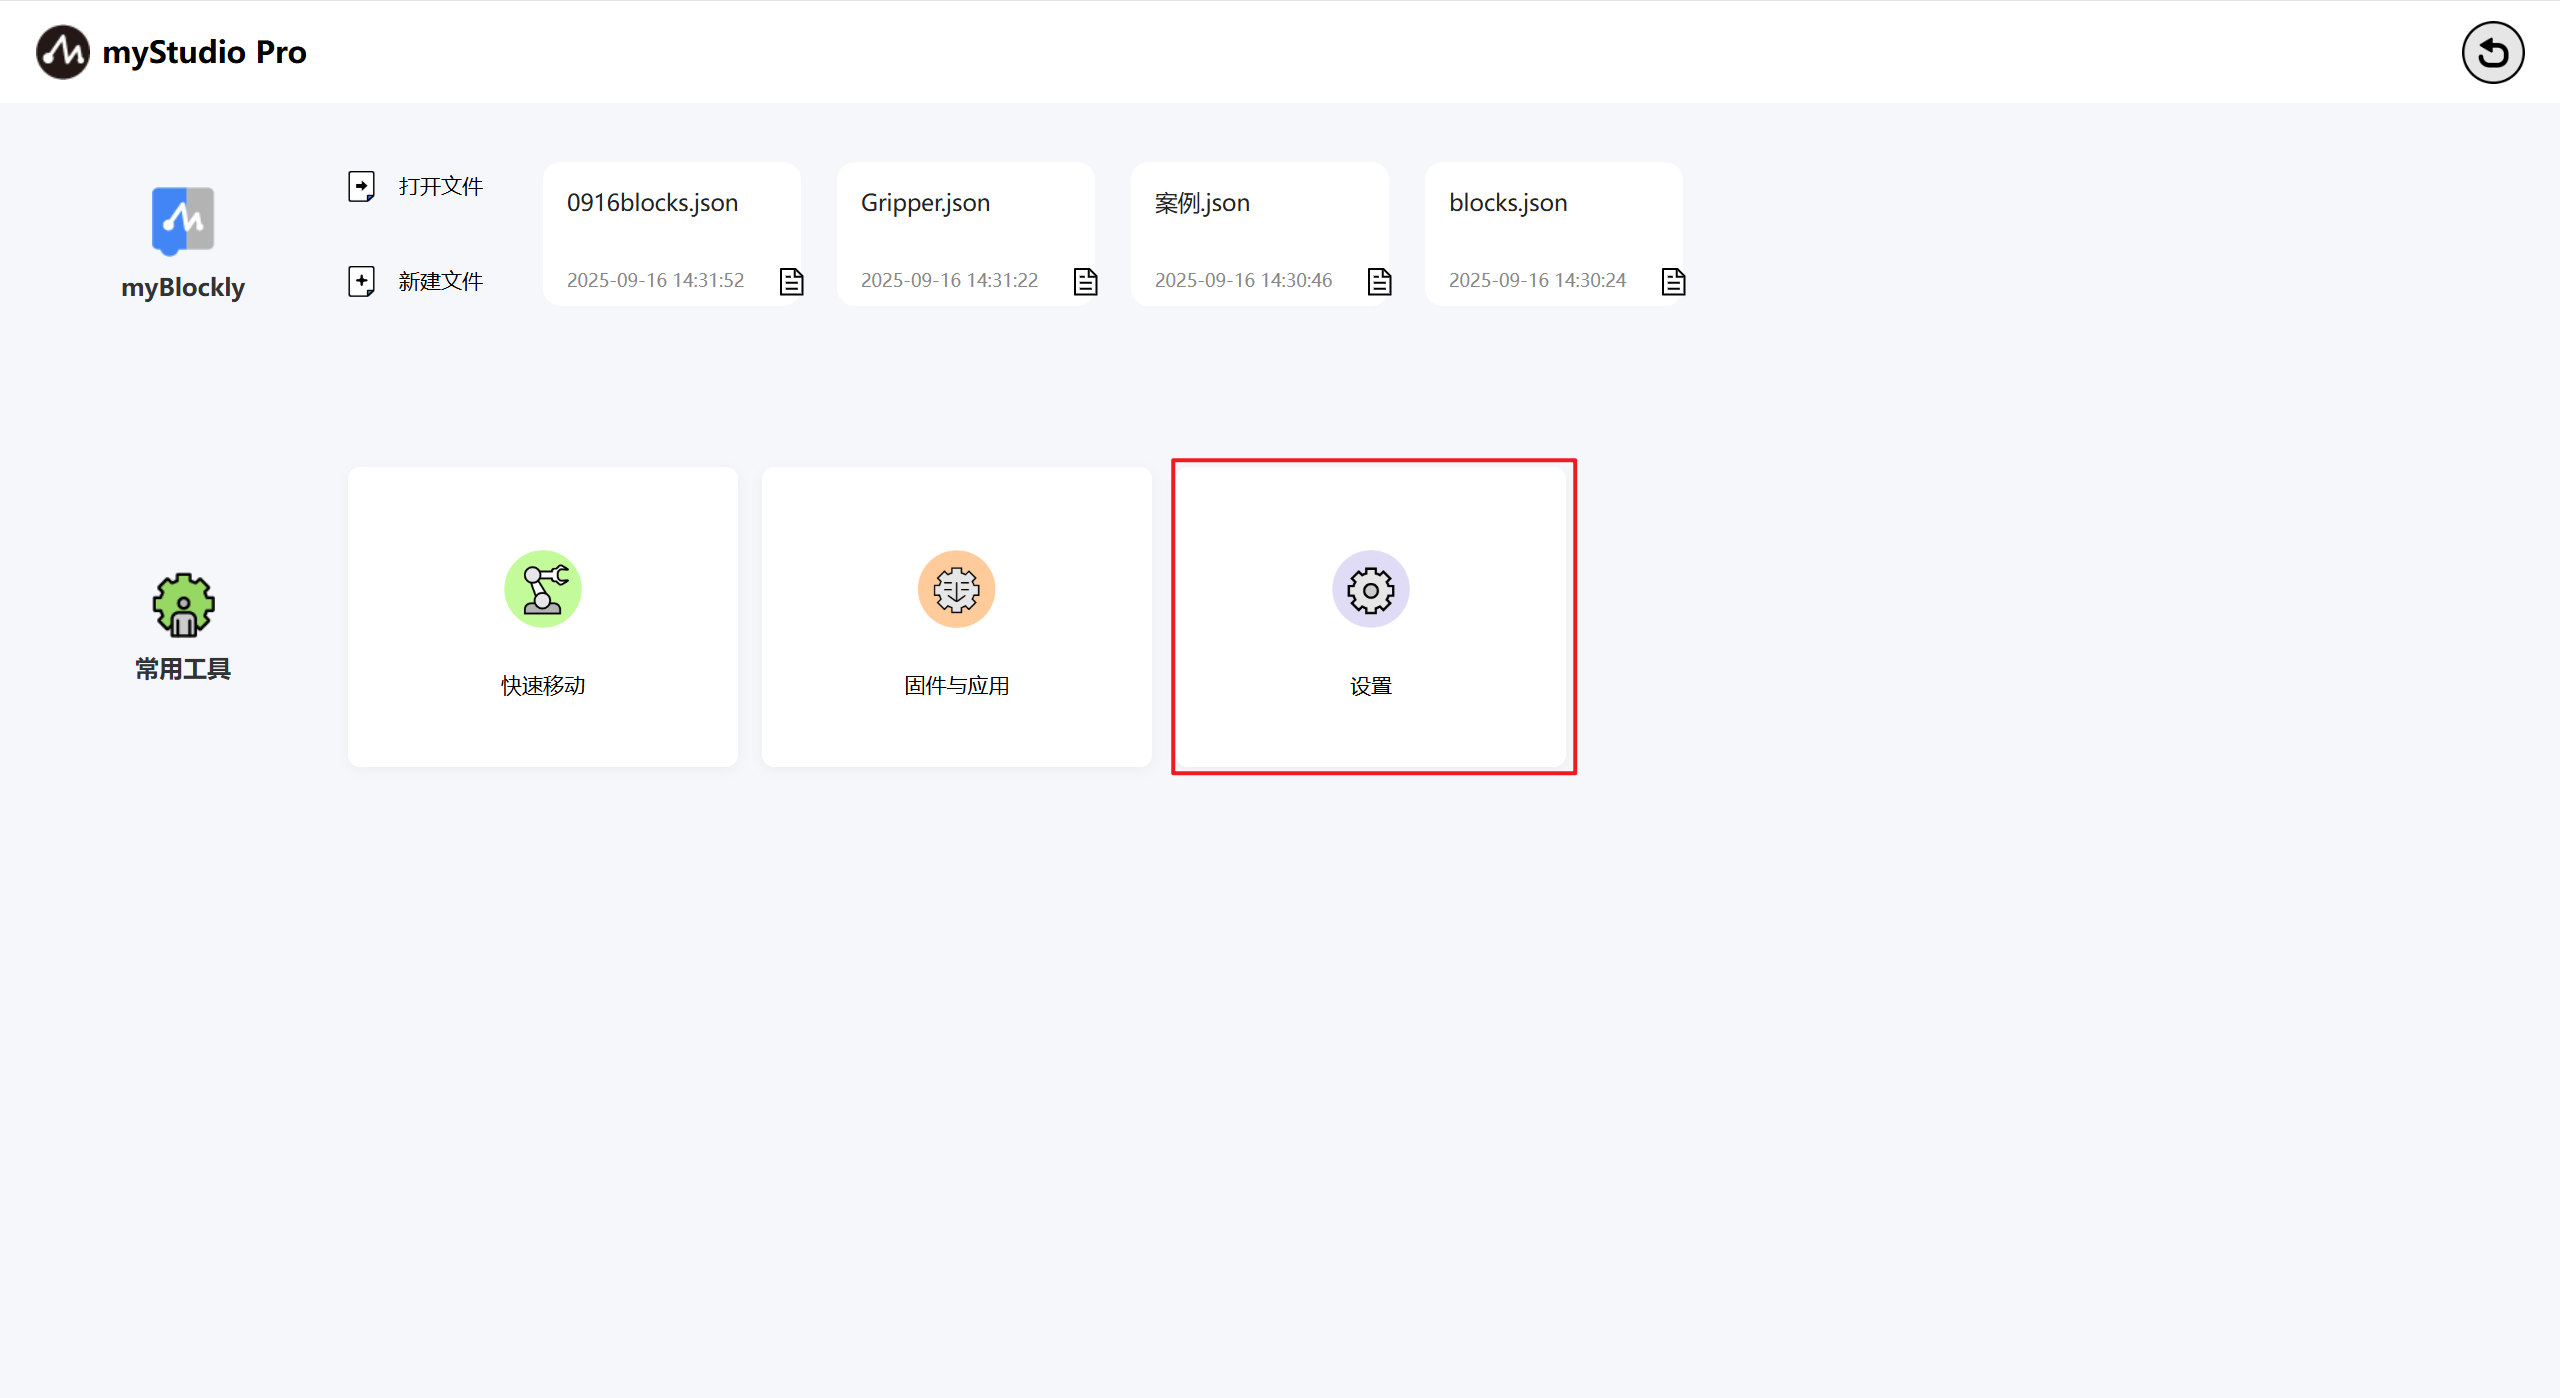 myStudio Pro
myBlockly
打开文件
新建文件
0916blocks.json
2025-09-16 14:31:52
Gripper.json
2025-09-16 14:31:22
案例.json
2025-09-16 14:30:46
blocks.json
2025-09-16 14:30:24
常用工具
快速移动
固件与应用
设置